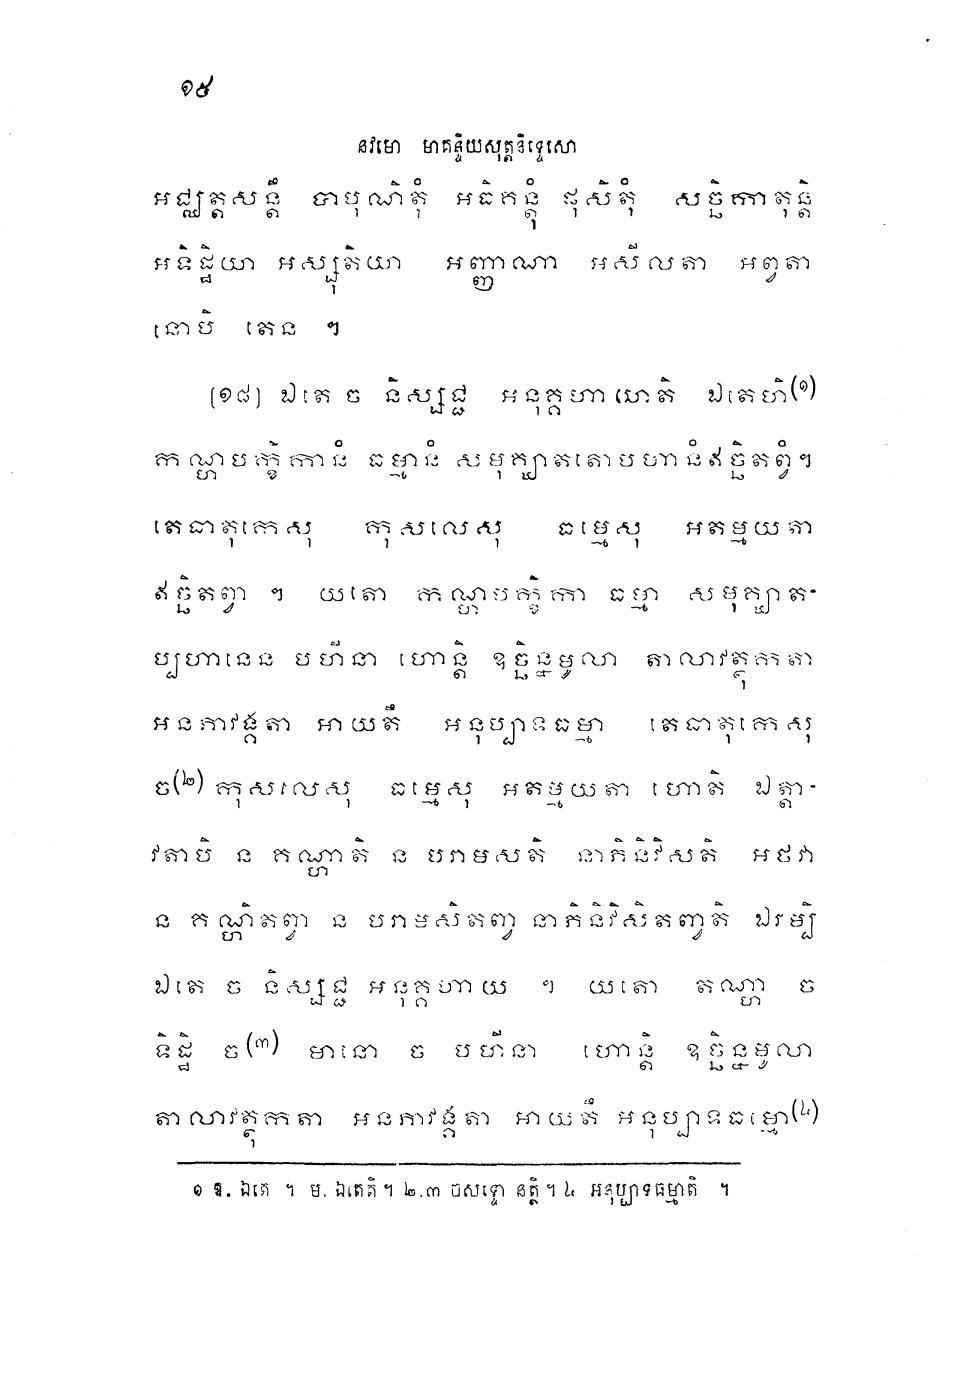 ១៥
នវមោ មាគន្ទិយសុត្តនិទ្ទេសោ
អជ្ឈត្តសន្តឹ បាបុណិតុំ អធិគន្តុំ ផុសិតុំ សច្ឆិកាតុន្តិ
អទិដ្ឋិយា អស្សុតិយា អញ្ញាណា អសីលតា អព្វតា
នោបិ តេន ។
[១៨] ឯតេ ច និស្សជ្ជ អនុគ្គហាយោតិ ឯតេហិ(១)
កណ្ហបក្ខិកានំ ធម្មានំ សមុគ្ឃាតតោ បហានំ ឥច្ឆិតព្វំ។
តេធាតុកេសុ កុសលេសុ ធម្មេសុ អតម្មយតា
ឥច្ឆិតព្វា ។ យតោ កណ្ហបក្ខិកា ធម្មា សមុគ្ឃាត-
ប្បហានេន បហីនា ហោន្តិ ឧច្ឆិន្នមូលា តាលាវត្ថុកតា
អនភាវង្គតា អាយតឹ អនុប្បាទធម្មា តេធាតុកេសុ
ច(២) កុសលេសុ ធម្មេសុ អតម្មយតា ហោតិ ឯត្តា-
វតាបិ ន គណ្ហាតិ ន បរាមសតិ នាភិនិវិសតិ អថវា
ន គណ្ហិតព្វា ន បរាមសិតព្វា នាភិនិវិសិតព្វាតិ ឯវម្បិ
ឯតេ ច និស្សជ្ជ អនុគ្គហាយ ។ យតោ តណ្ហា ច
ទិដ្ឋិ ច(៣) មានោ ច បហីនា ហោន្តិ ឧច្ឆិន្នមូលា
តាលាវត្ថុកតា អនភាវង្គតា អាយតឹ អនុប្បាទធម្មោ(៤)
១ ឱ. ឯតេ ។ ម. ឯតេតិ។ ២.៣ ចសទ្ទោ នត្ថិ។ ៤ អនុប្បាទធម្មាតិ ។